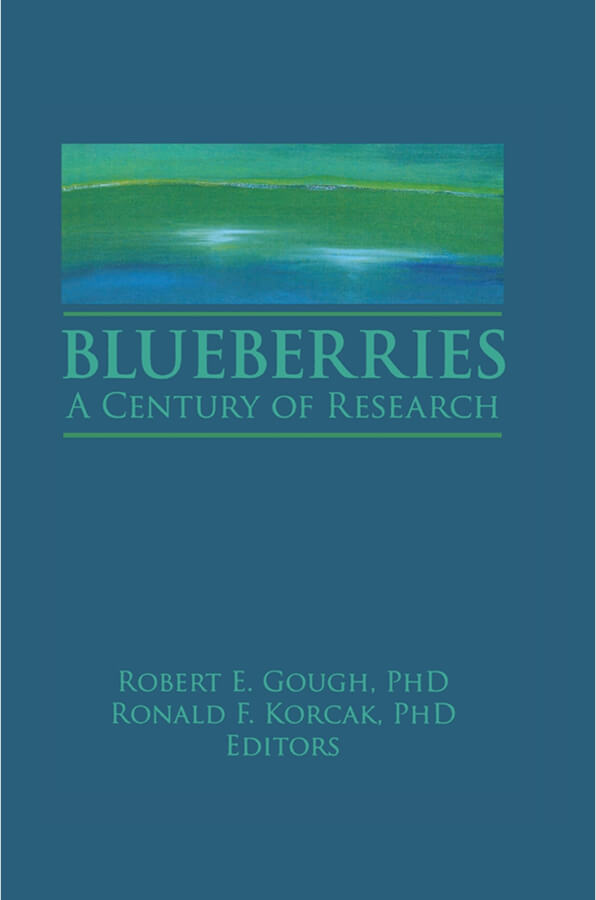 BLUEBERRIES
A CENTURY OF RESEARCH
ROBERT E. GOUGH, PHD
RONALD F. KORCAK, PHD
EDITORS